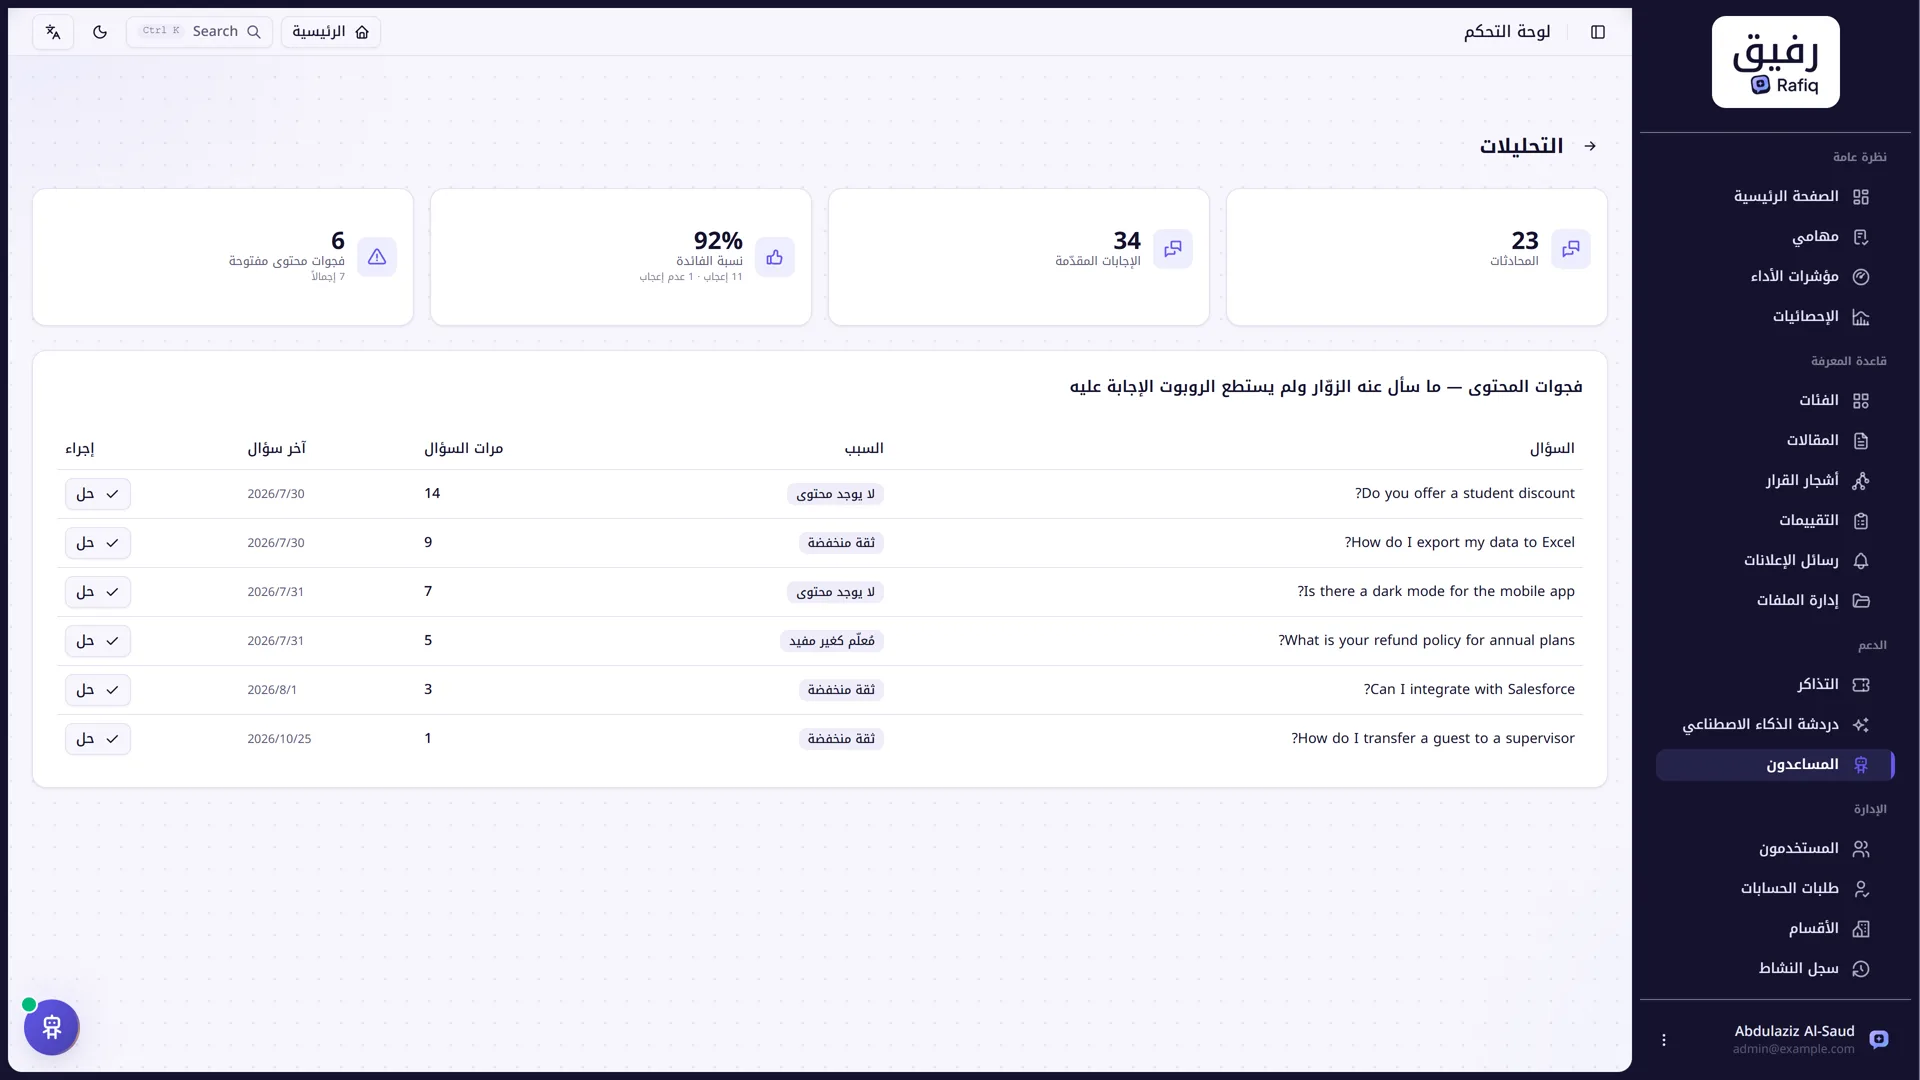 رفيق
Rafiq
نظرة عامة
الصفحة الرئيسية
مهامي
مؤشرات الأداء
الإحصائيات
قاعدة المعرفة
الفئات
المقالات
أشجار القرار
التقييمات
رسائل الإعلانات
إدارة الملفات
الدعم
التذاكر
دردشة الذكاء الاصطناعي
المساعدون
الإدارة
المستخدمون
طلبات الحسابات
الأقسام
سجل النشاط
Abdulaziz Al-Saud
admin@example.com
لوحة التحكم
الرئيسية
Search Ctrl K
التحليلات
23
المحادثات
34
الإجابات المقدّمة
92%
نسبة الفائدة
11 إعجاب · 1 عدم إعجاب
6
فجوات محتوى مفتوحة
7 إجمالاً
فجوات المحتوى — ما سأل عنه الزوّار ولم يستطع الروبوت الإجابة عليه
السؤال السبب مرات السؤال آخر سؤال إجراء
Do you offer a student discount? لا يوجد محتوى 14 2026/7/30 حل
How do I export my data to Excel? ثقة منخفضة 9 2026/7/30 حل
Is there a dark mode for the mobile app? لا يوجد محتوى 7 2026/7/31 حل
What is your refund policy for annual plans? مُعلّم كغير مفيد 5 2026/7/31 حل
Can I integrate with Salesforce? ثقة منخفضة 3 2026/8/1 حل
How do I transfer a guest to a supervisor? ثقة منخفضة 1 2026/10/25 حل